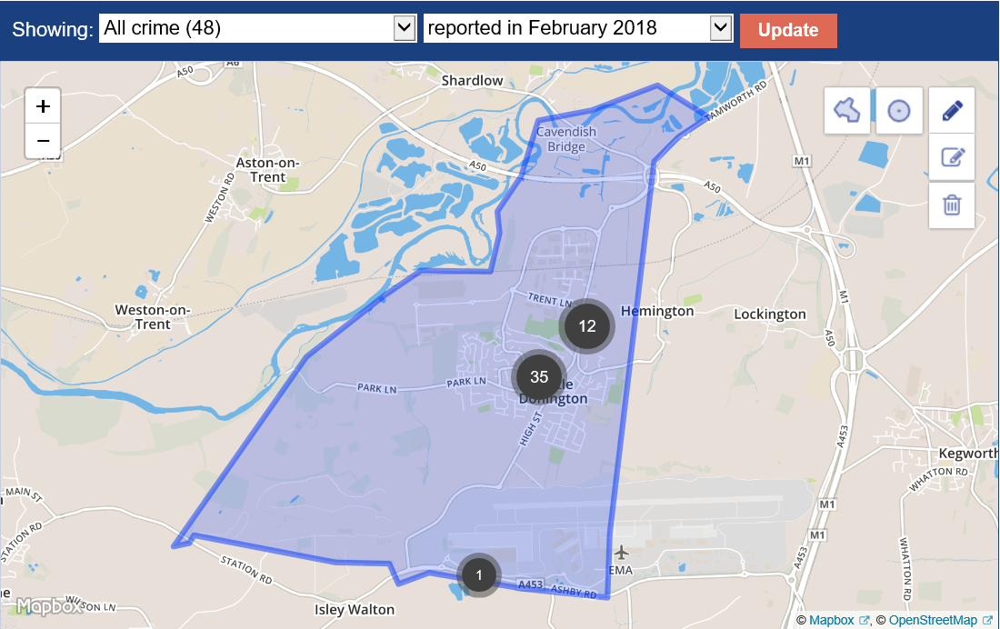 Showing: All crime (48) reported in February 2018 Update
A50
A6
Shardlow
TAMWORTH RD
+
−
Cavendish
Bridge
A50
M1
Aston-on-
Trent
A50
WESTON RD
M1
TRENT LN
Weston-on-
Trent
12
Hemington
Lockington
A50
35
PARK LN
PARK LN
Donington
HIGH ST
A453
Kegworth
WHATTON RD
MAIN ST
M1
STATION RD
M1
WHATTON RD
EMA
STATION RD
1
A453
ASHBY RD
A453
Isley Walton
WILSON LN
Mapbox
© Mapbox, © OpenStreetMap